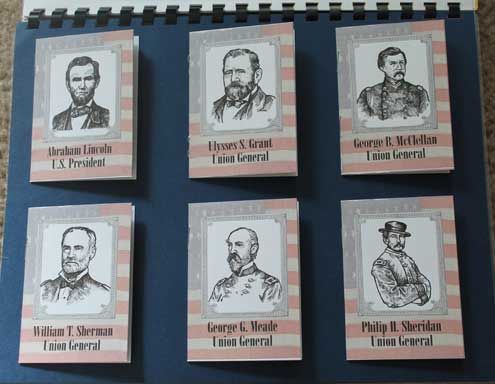 Abraham Lincoln
U.S. President
Ulysses S. Grant
Union General
George B. McClellan
Union General
William T. Sherman
Union General
George G. Meade
Union General
Philip H. Sheridan
Union General